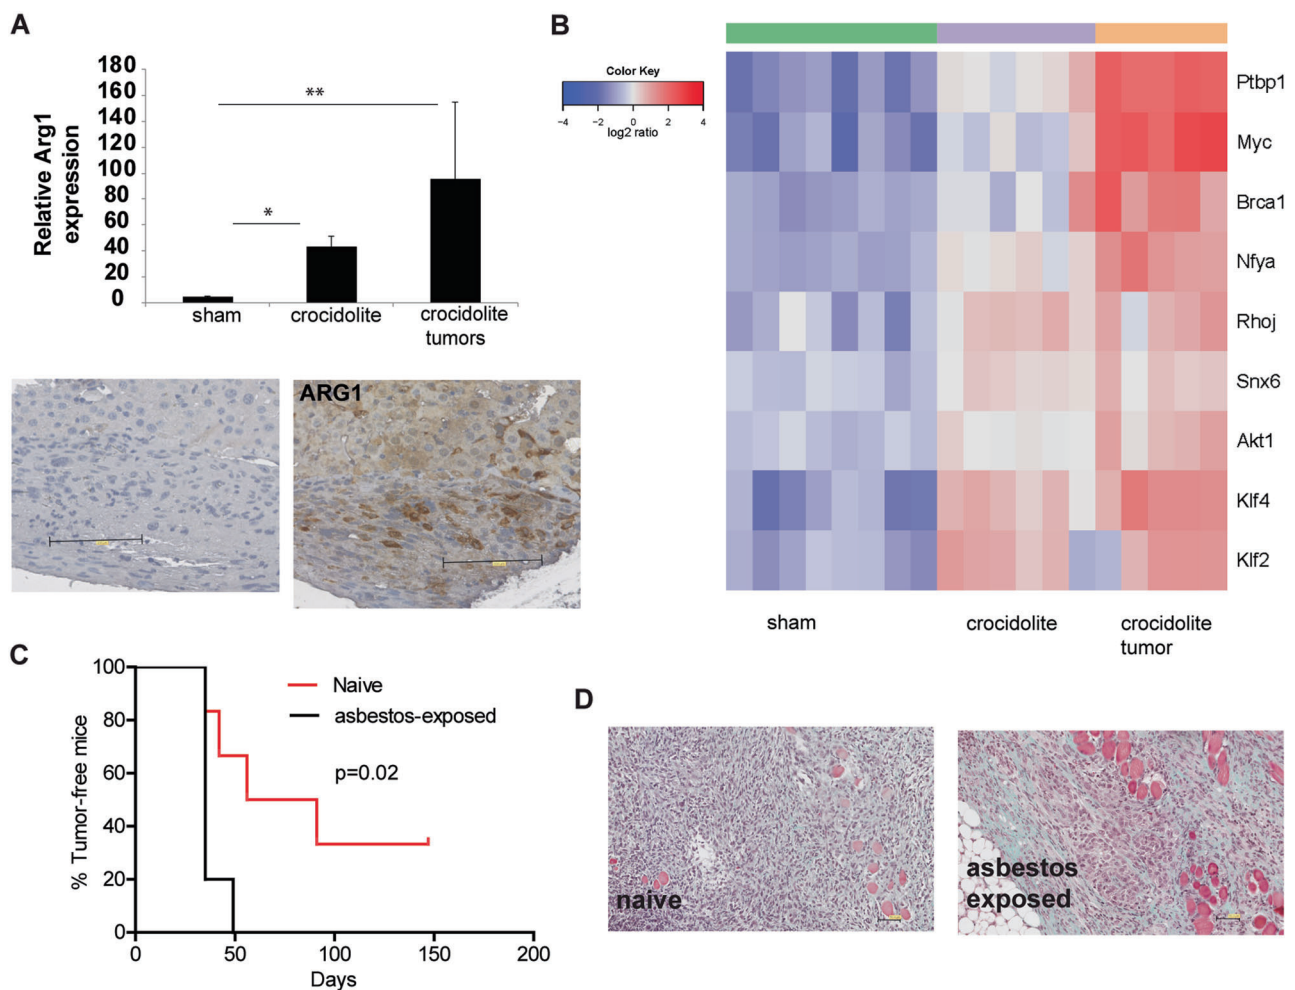 A
180
160
140
120
100
80
60
40
20
0
Relative Arg1
expression
**
*
sham
crocidolite
crocidolite
tumors
ARG1
B
Color Key
-4
-2
0
2
4
log2 ratio
Ptbp1
Myc
Brca1
Nfya
Rhoj
Snx6
Akt1
Klf4
Klf2
sham
crocidolite
crocidolite
tumor
C
100
80
60
40
20
0
% Tumor-free mice
Naive
asbestos-exposed
p=0.02
0
50
100
150
200
Days
D
naive
asbestos
exposed